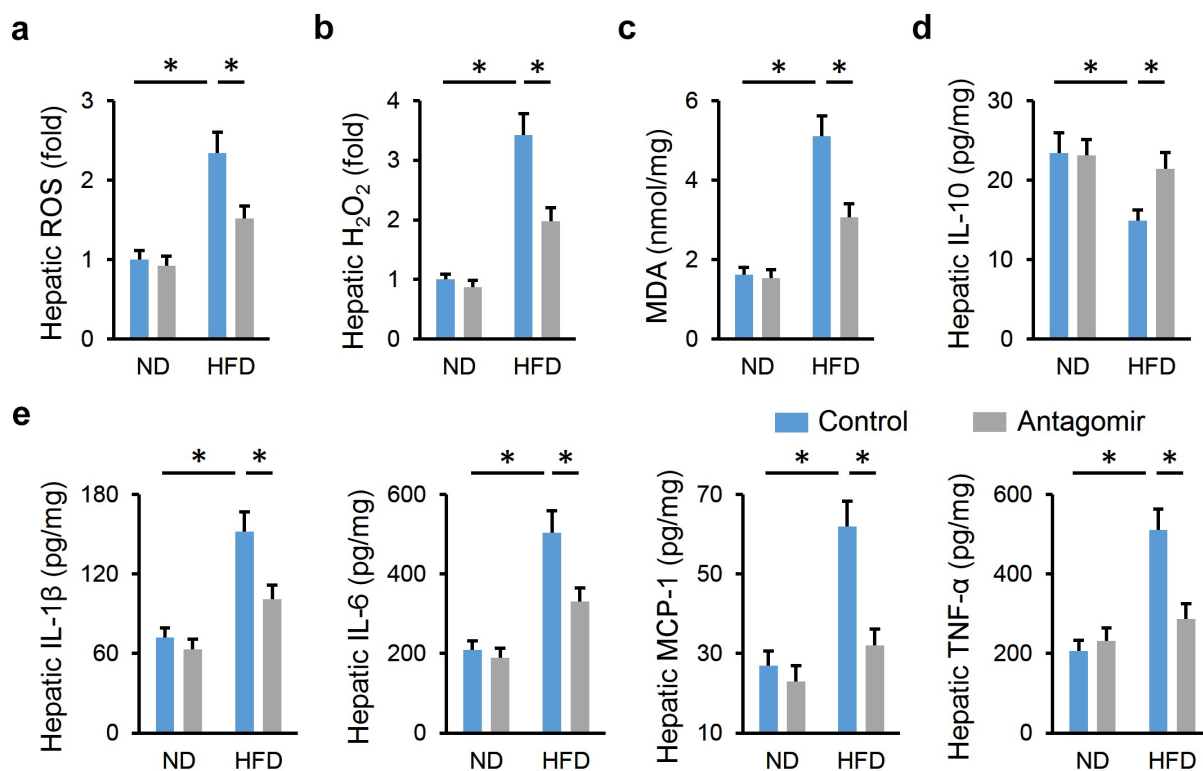 a
* *
Hepatic ROS (fold)
3
2
1
0
ND HFD
b
* *
Hepatic H₂O₂ (fold)
4
3
2
1
0
ND HFD
c
* *
MDA (nmol/mg)
6
4
2
0
ND HFD
d
* *
Hepatic IL-10 (pg/mg)
30
20
10
0
ND HFD
e
Control Antagomir
* *
Hepatic IL-1β (pg/mg)
180
120
60
0
ND HFD
* *
Hepatic IL-6 (pg/mg)
600
400
200
0
ND HFD
* *
Hepatic MCP-1 (pg/mg)
70
50
30
10
ND HFD
* *
Hepatic TNF-α (pg/mg)
600
400
200
0
ND HFD